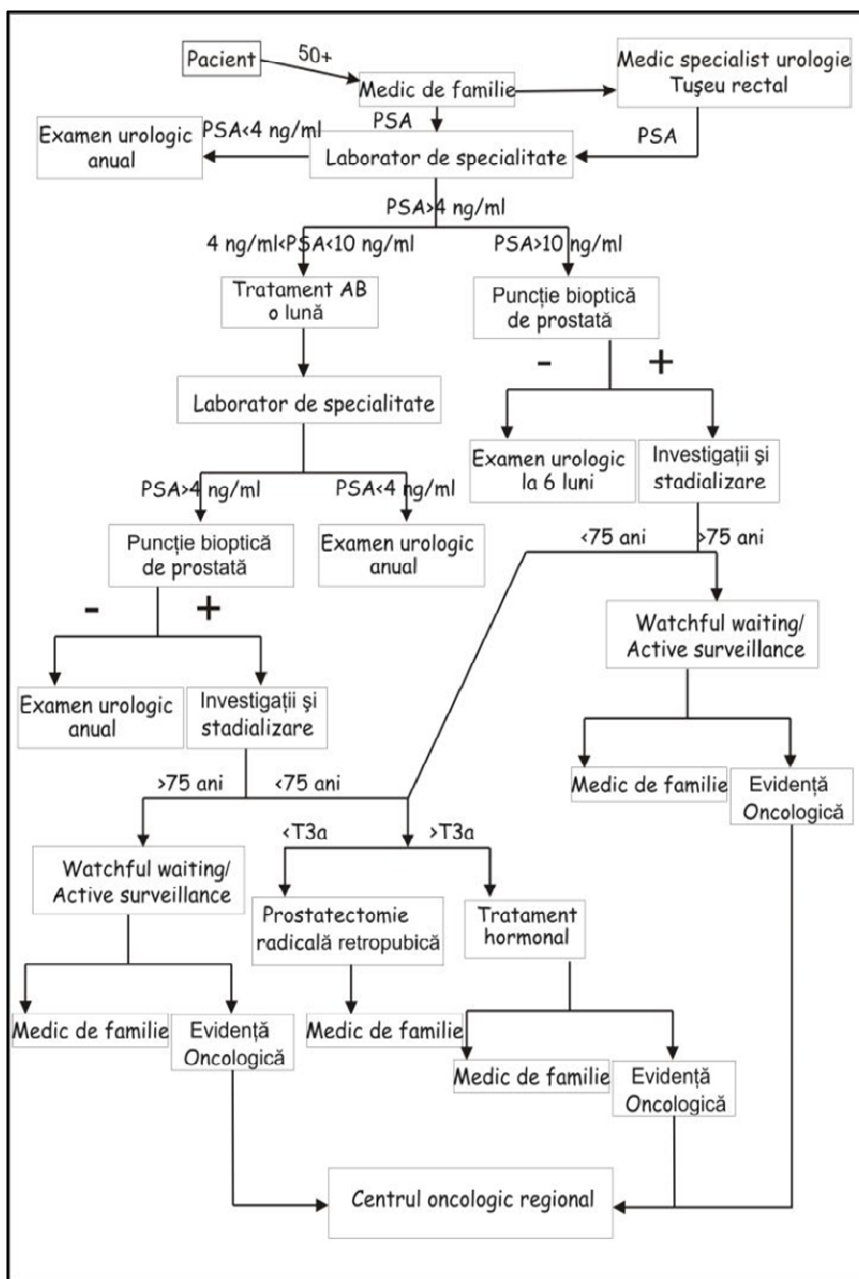 Pacient
50+
Medic de familie
Medic specialist urologie
Tuşeu rectal
PSA
PSA
Examen urologic
anual
PSA<4 ng/ml
Laborator de specialitate
PSA>4 ng/ml
4 ng/ml<PSA<10 ng/ml
PSA>10 ng/ml
Tratament AB
o lună
Puncție bioptică
de prostată
-
+
Laborator de specialitate
Examen urologic
la 6 luni
Investigații şi
stadializare
PSA>4 ng/ml
PSA<4 ng/ml
<75 ani
>75 ani
Puncție bioptică
de prostată
Examen urologic
anual
-
+
Watchful waiting/
Active surveillance
Examen urologic
anual
Investigații şi
stadializare
Medic de familie
Evidență
Oncologică
>75 ani
<75 ani
<T3a
>T3a
Watchful waiting/
Active surveillance
Prostatectomie
radicală retropubică
Tratament
hormonal
Medic de familie
Evidență
Oncologică
Medic de familie
Medic de familie
Evidență
Oncologică
Centrul oncologic regional